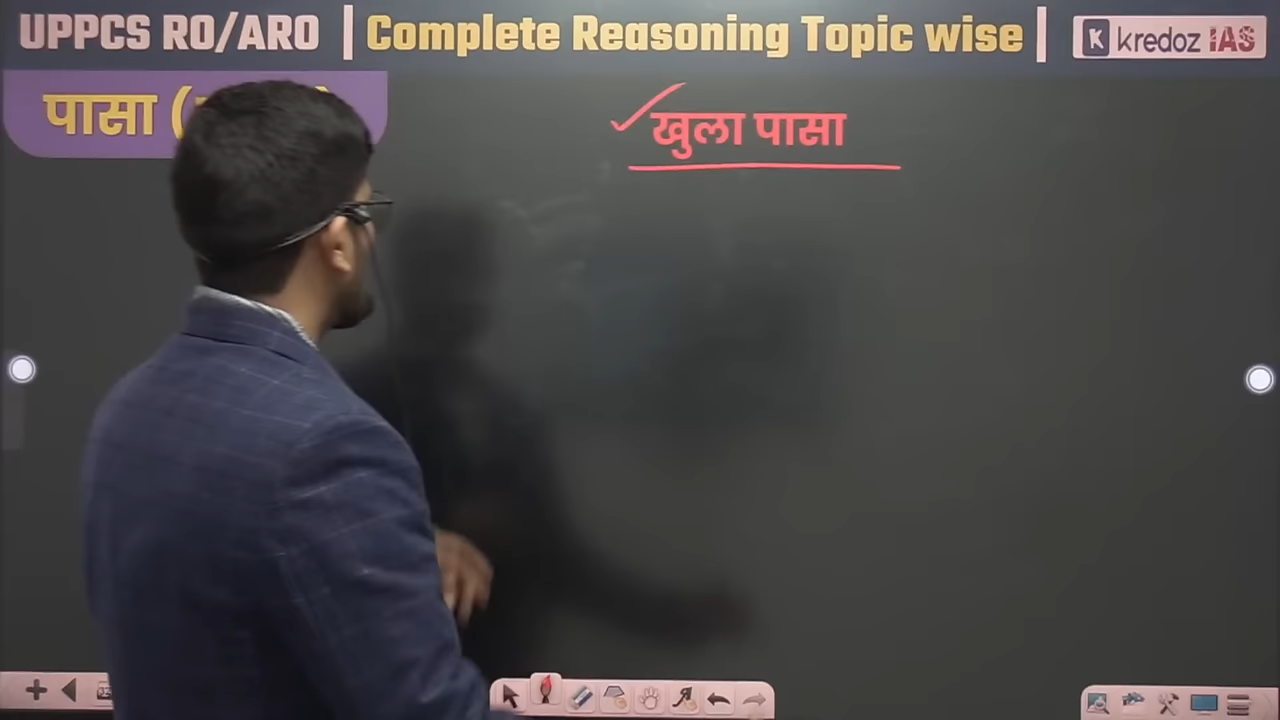 UPPCS RO/ARO | Complete Reasoning Topic wise | K kredoz IAS
पासा (
खुला पासा